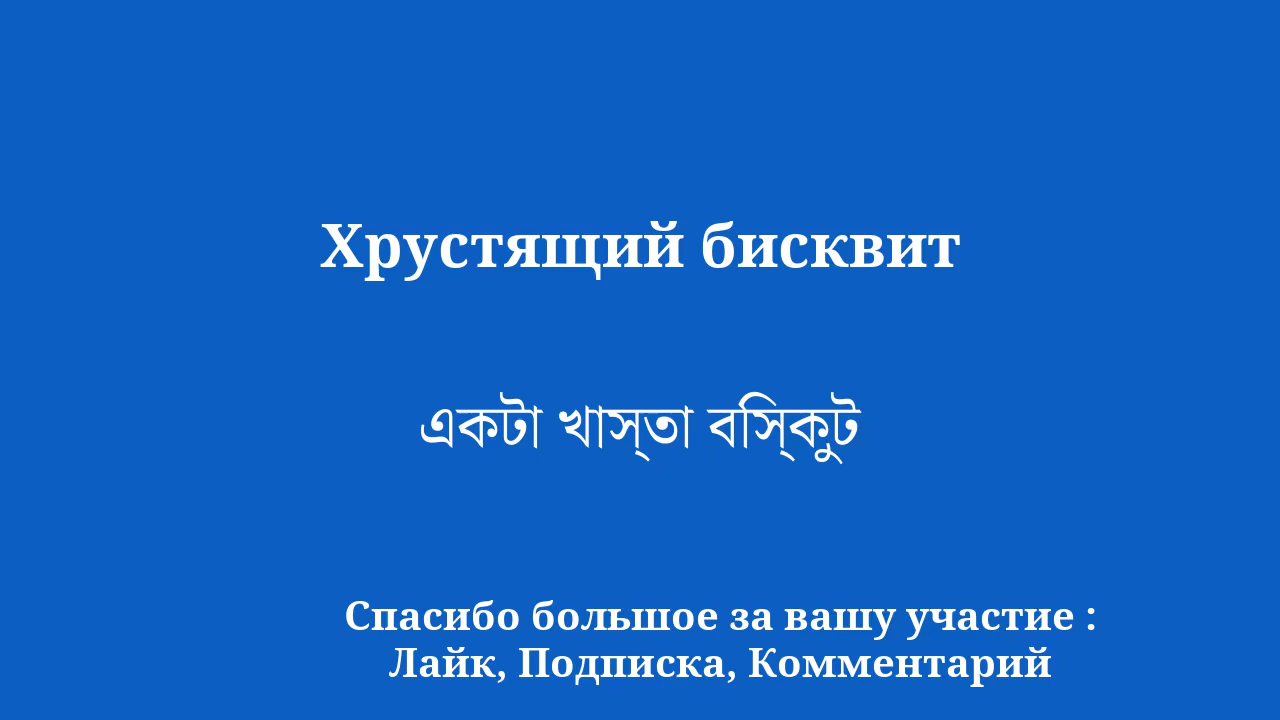 Хрустящий бисквит
একটা খাস্তা বিস্কুট
Спасибо большое за вашу участие :
Лайк, Подписка, Комментарий